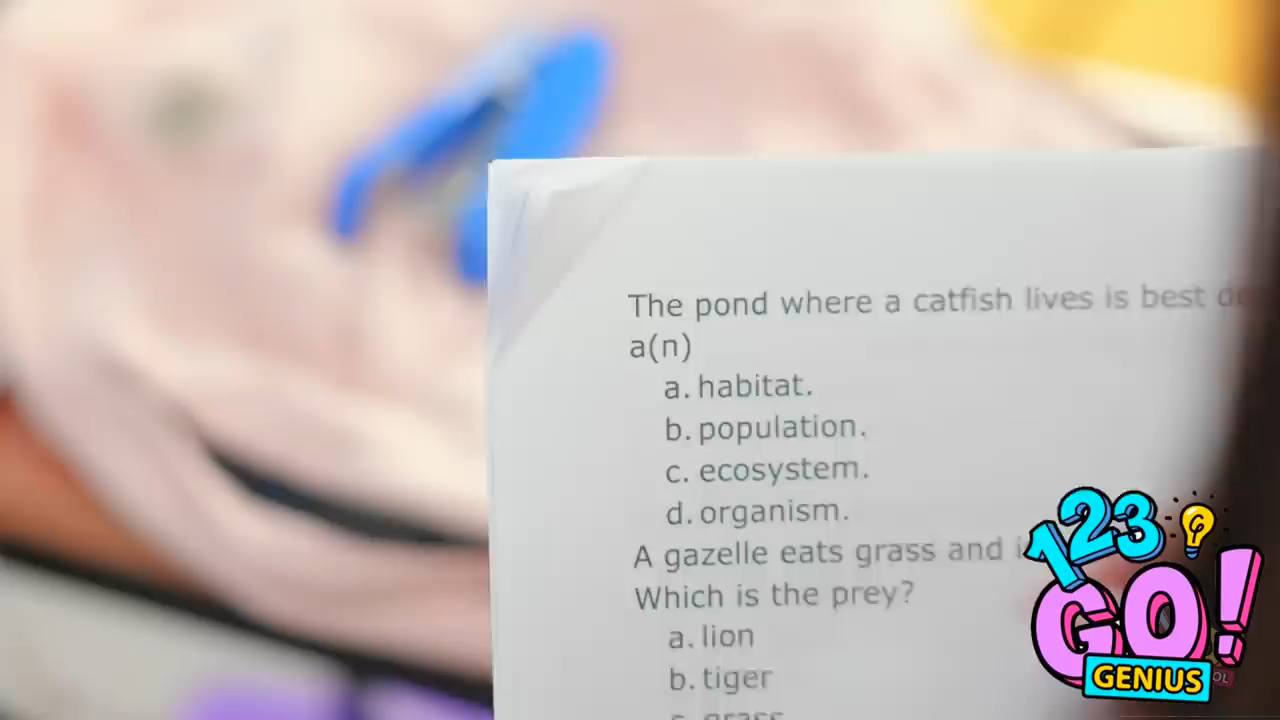 The pond where a catfish lives is best
a(n)
a. habitat.
b. population.
c. ecosystem.
d. organism.
A gazelle eats grass and
Which is the prey?
a. lion
b. tiger
c. grass
123
GO!
GENIUS